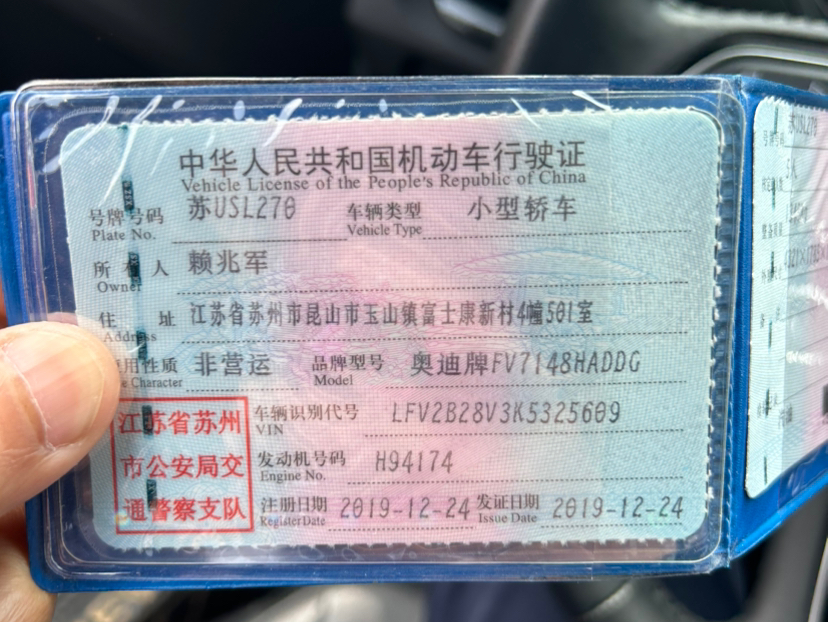 中华人民共和国机动车行驶证
Vehicle License of the People's Republic of China
号牌号码 苏USL270 车辆类型 小型轿车
Plate No. Vehicle Type
所有人 赖兆军
Owner
住址 江苏省苏州市昆山市玉山镇富士康新村4幢501室
Address
用性质 非营运 品牌型号 奥迪牌FV7148HADDG
Character Model
江苏省苏州 车辆识别代号 LFV2B28V3K5325609
VIN
市公安局交 发动机号码 H94174
Engine No.
通警察支队 注册日期 2019-12-24 发证日期 2019-12-24
Register Date Issue Date
苏USL270